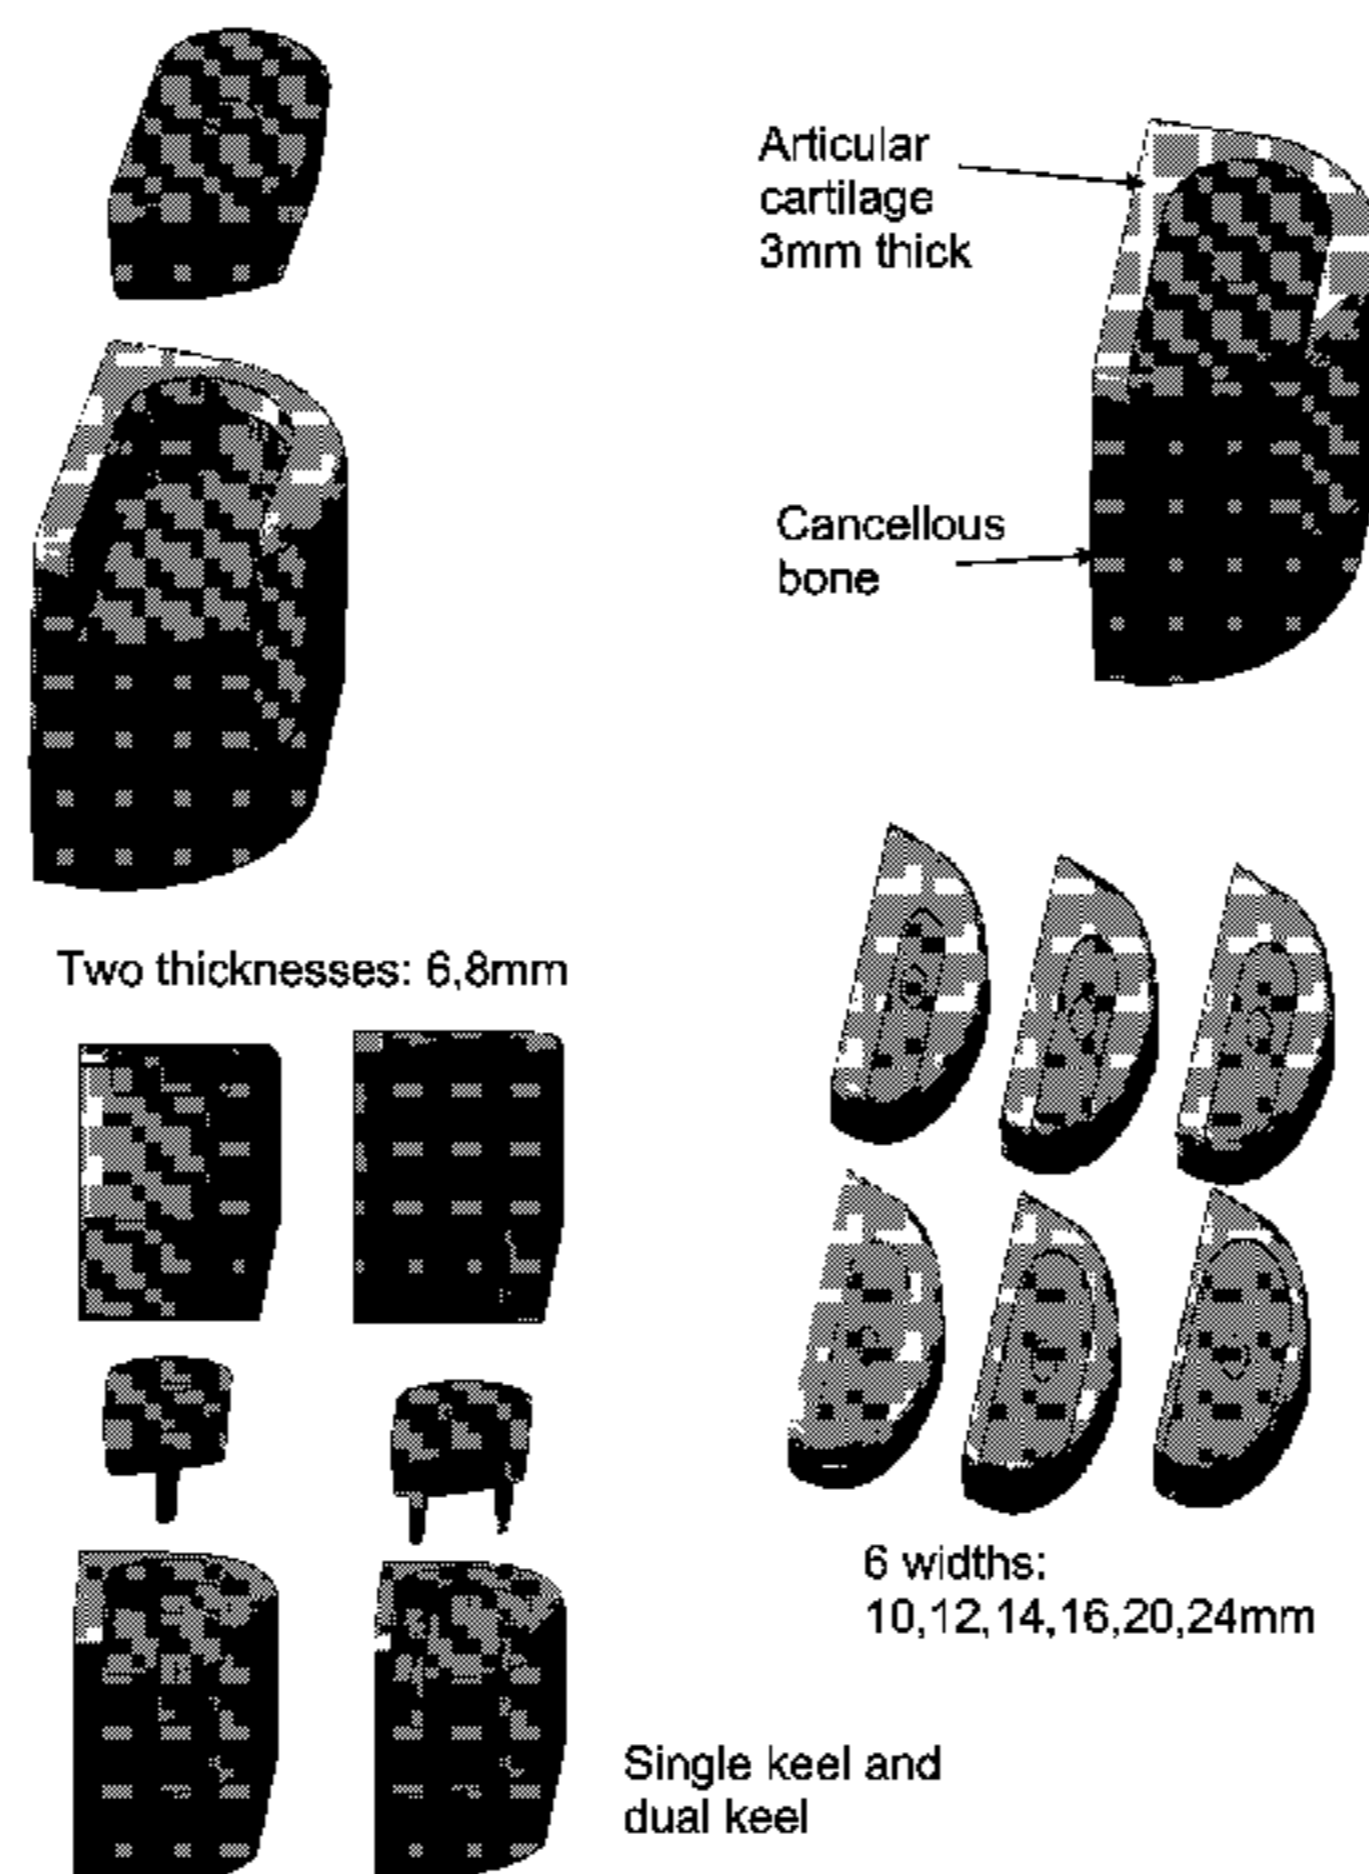 Articular
cartilage
3mm thick
Cancellous
bone
Two thicknesses: 6,8mm
6 widths:
10,12,14,16,20,24mm
Single keel and
dual keel